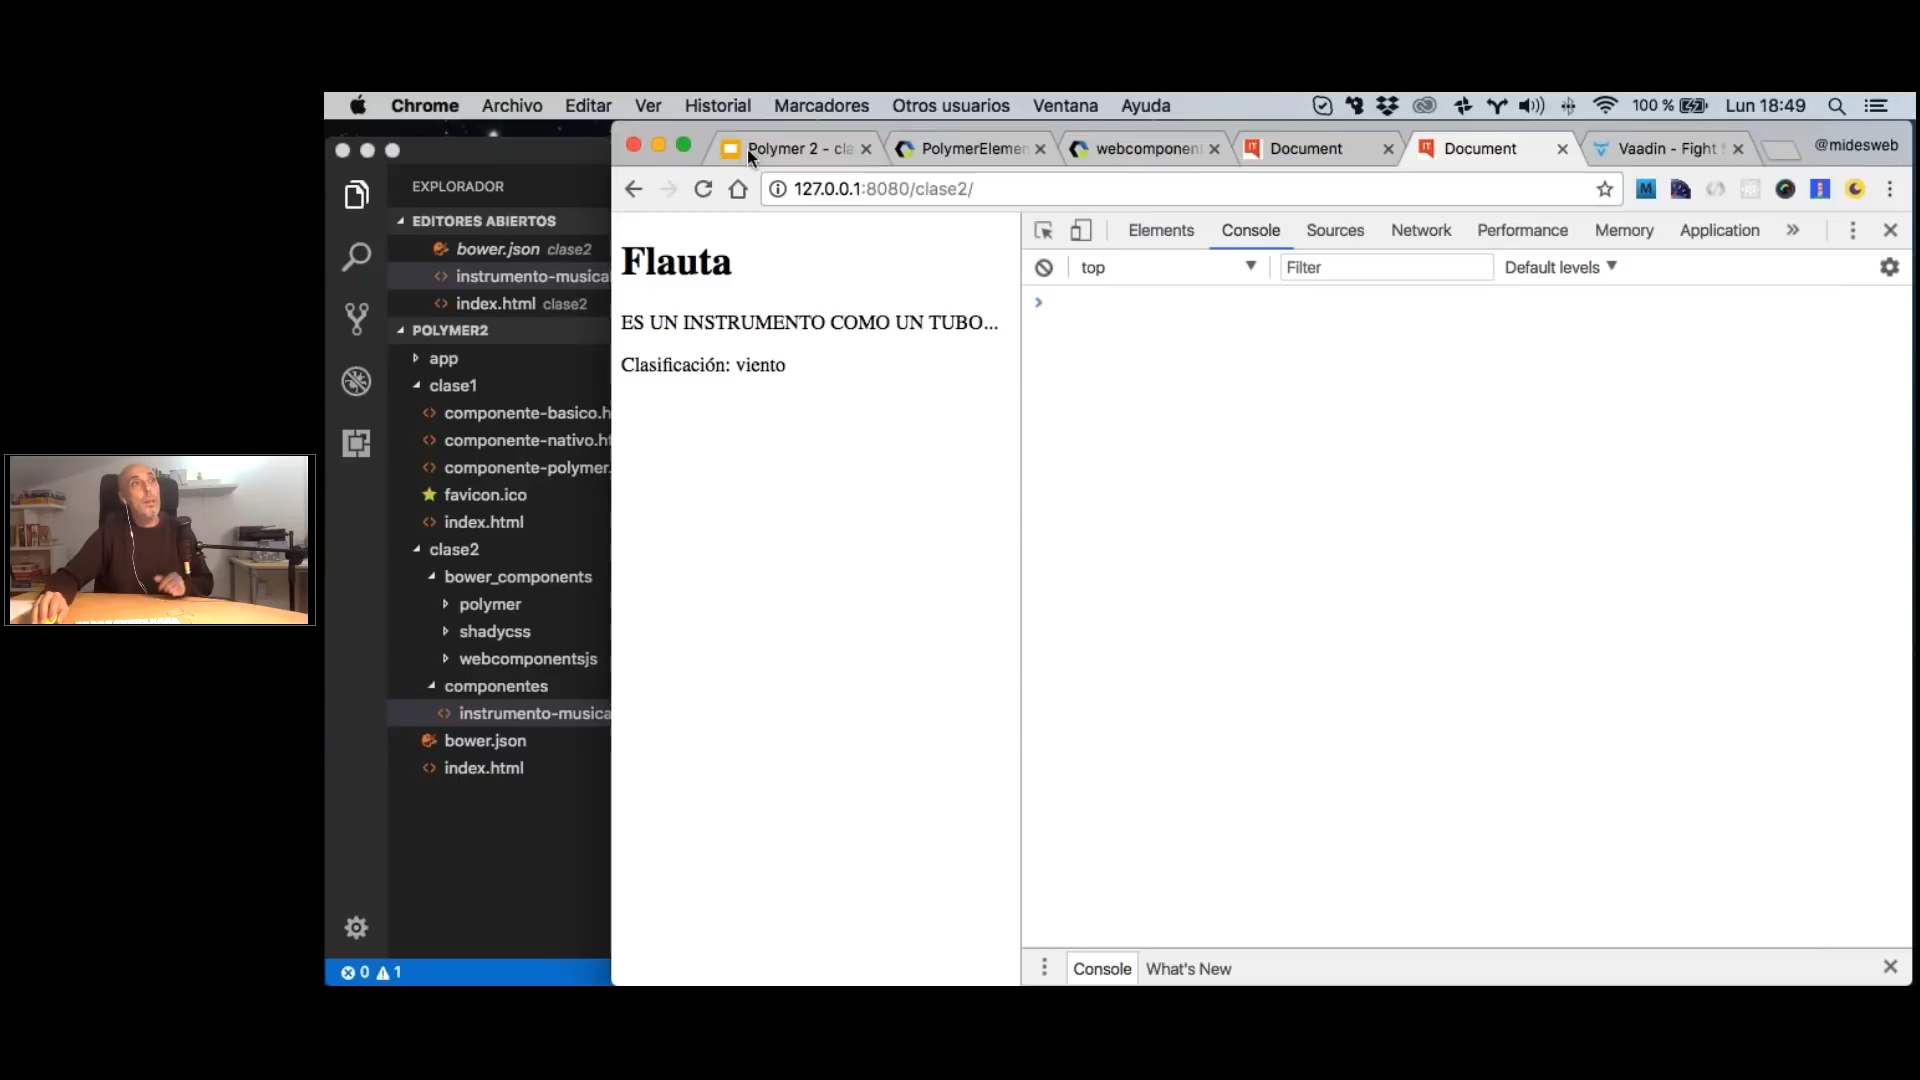 Chrome Archivo Editar Ver Historial Marcadores Otros usuarios Ventana Ayuda 100 % Lun 18:49
Polymer 2 - cla PolymerElemen webcomponent Document Document Vaadin - Fight @midesweb
127.0.0.1:8080/clase2/
EXPLORADOR
EDITORES ABIERTOS
bower.json clase2
instrumento-musica
index.html clase2
POLYMER2
app
clase1
componente-basico.h
componente-nativo.ht
componente-polymer.
favicon.ico
index.html
clase2
bower_components
polymer
shadycss
webcomponentsjs
componentes
instrumento-musica
bower.json
index.html
0 1
Flauta
ES UN INSTRUMENTO COMO UN TUBO...
Clasificación: viento
Elements Console Sources Network Performance Memory Application
top Filter Default levels
Console What's New